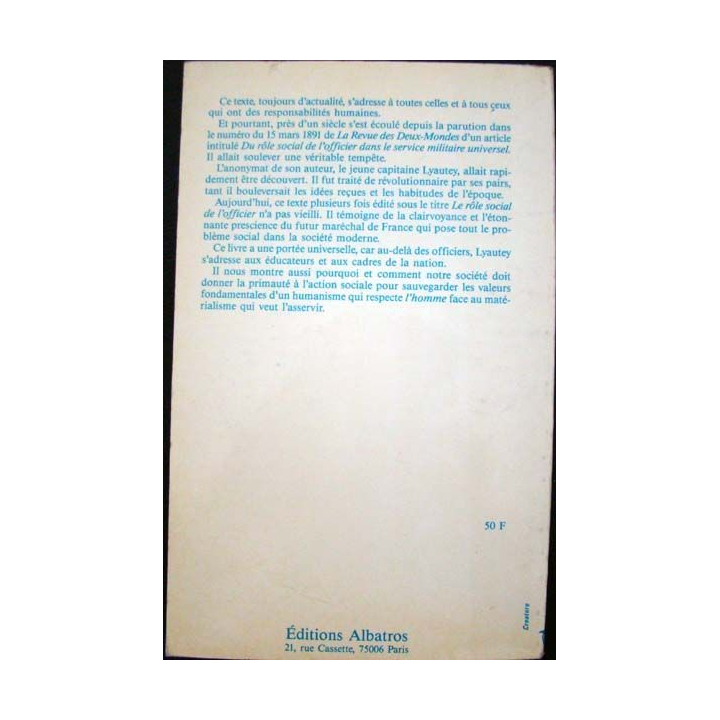 Ce texte, toujours d'actualité, s'adresse à toutes celles et à tous ceux
qui ont des responsabilités humaines.
Et pourtant, près d'un siècle s'est écoulé depuis la parution dans
le numéro du 15 mars 1891 de La Revue des Deux-Mondes d'un article
intitulé Du rôle social de l'officier dans le service militaire universel.
Il allait soulever une véritable tempête.
L'anonymat de son auteur, le jeune capitaine Lyautey, allait rapi-
dement être découvert. Il fut traité de révolutionnaire par ses pairs,
tant il bouleversait les idées reçues et les habitudes de l'époque.
Aujourd'hui, ce texte plusieurs fois édité sous le titre Le rôle social
de l'officier n'a pas vieilli. Il témoigne de la clairvoyance et l'éton-
nante prescience du futur maréchal de France qui pose tout le pro-
blème social dans la société moderne.
Ce livre a une portée universelle, car au-delà des officiers, Lyautey
s'adresse aux éducateurs et aux cadres de la nation.
Il nous montre aussi pourquoi et comment notre société doit
donner la primauté à l'action sociale pour sauvegarder les valeurs
fondamentales d'un humanisme qui respecte l'homme face au maté-
rialisme qui veut l'asservir.
50 F
Éditions Albatros
21, rue Cassette, 75006 Paris